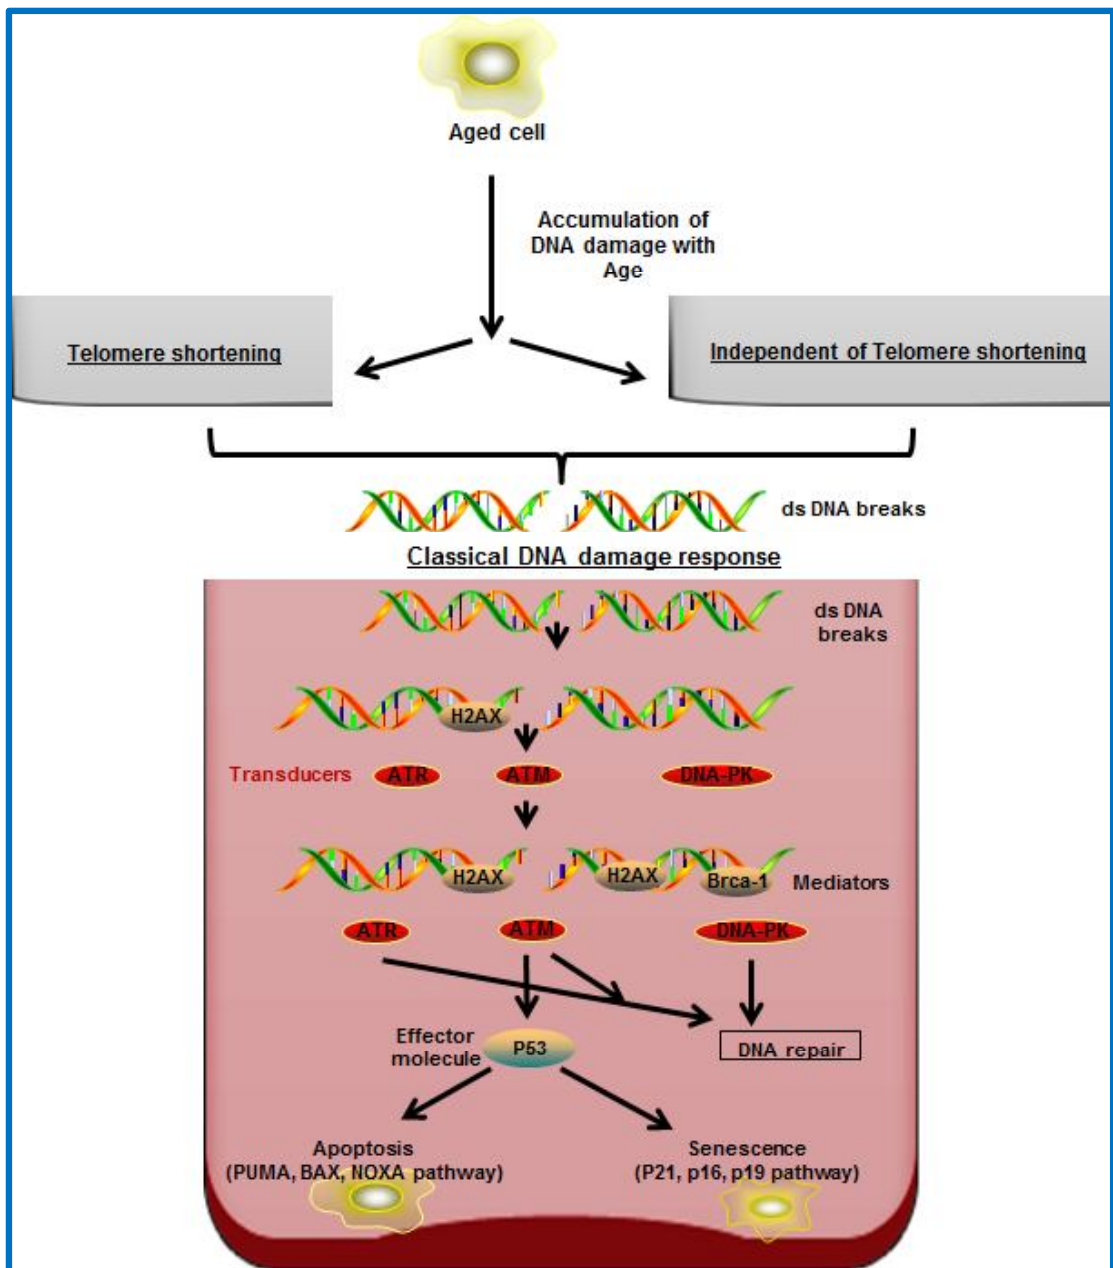 Aged cell
Accumulation of
DNA damage with
Age
Telomere shortening
Independent of Telomere shortening
ds DNA breaks
Classical DNA damage response
ds DNA
breaks
H2AX
Transducers
ATR
ATM
DNA-PK
H2AX
H2AX
Brca-1
Mediators
ATR
ATM
DNA-PK
Effector
molecule
P53
DNA repair
Apoptosis
(PUMA, BAX, NOXA pathway)
Senescence
(P21, p16, p19 pathway)